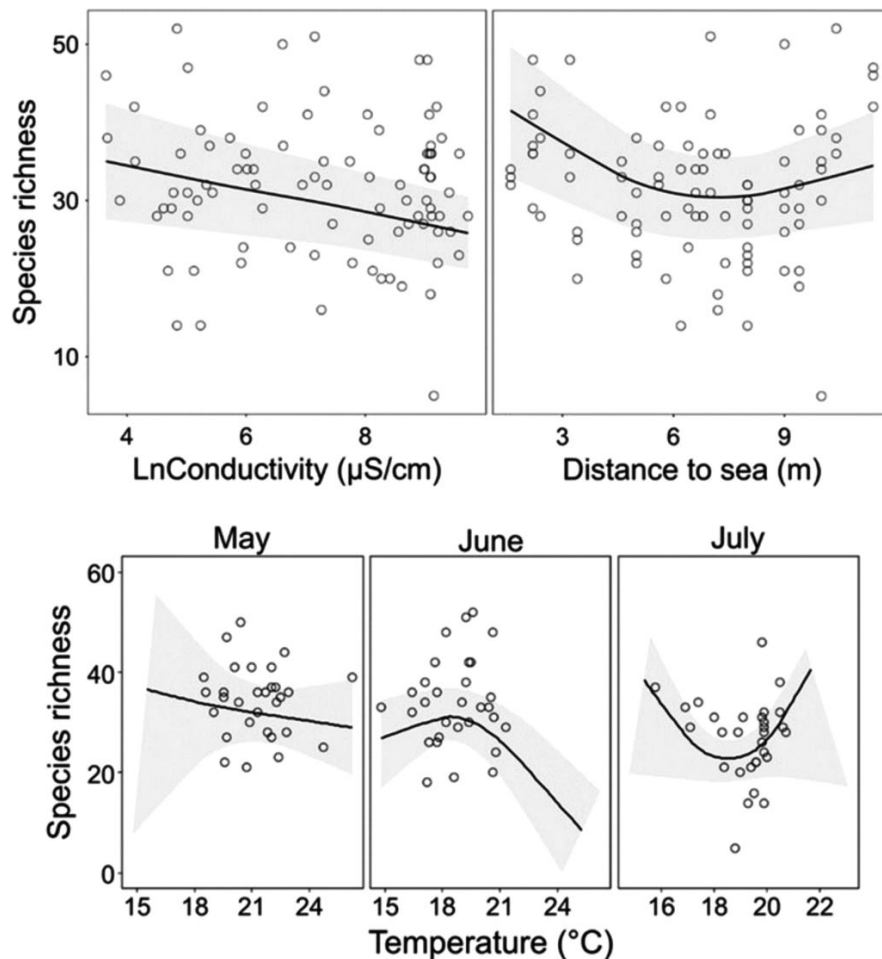 Species richness
50
30
10
4 6 8
3 6 9
LnConductivity (µS/cm)
Distance to sea (m)
May June July
Species richness
60
40
20
0
15 18 21 24
15 18 21 24
16 18 20 22
Temperature (°C)